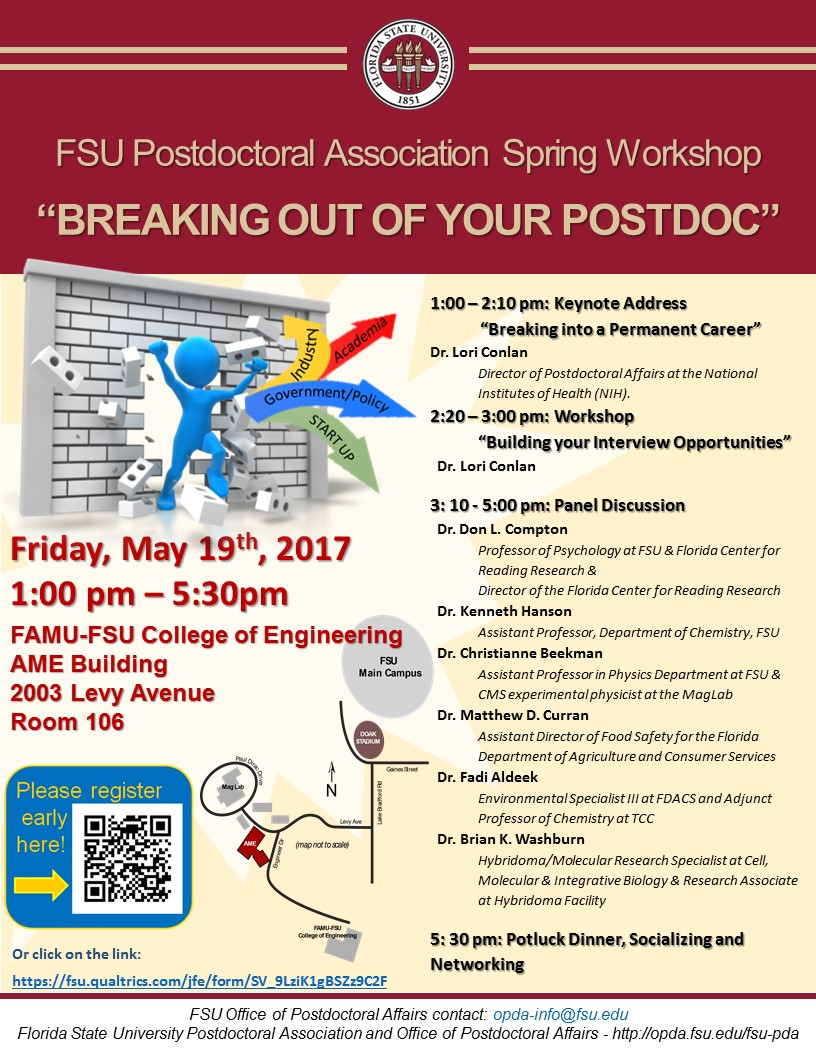 FLORIDA STATE UNIVERSITY
1851
FSU Postdoctoral Association Spring Workshop
“BREAKING OUT OF YOUR POSTDOC”
Industry
Academia
Government/Policy
START UP
Friday, May 19th, 2017
1:00 pm – 5:30pm
FAMU-FSU College of Engineering
AME Building
2003 Levy Avenue
Room 106
1:00 – 2:10 pm: Keynote Address
“Breaking into a Permanent Career”
Dr. Lori Conlan
Director of Postdoctoral Affairs at the National
Institutes of Health (NIH).
2:20 – 3:00 pm: Workshop
“Building your Interview Opportunities”
Dr. Lori Conlan
3: 10 - 5:00 pm: Panel Discussion
Dr. Don L. Compton
Professor of Psychology at FSU & Florida Center for
Reading Research &
Director of the Florida Center for Reading Research
Dr. Kenneth Hanson
Assistant Professor, Department of Chemistry, FSU
Dr. Christianne Beekman
Assistant Professor in Physics Department at FSU &
CMS experimental physicist at the MagLab
Dr. Matthew D. Curran
Assistant Director of Food Safety for the Florida
Department of Agriculture and Consumer Services
Dr. Fadi Aldeek
Environmental Specialist III at FDACS and Adjunct
Professor of Chemistry at TCC
Dr. Brian K. Washburn
Hybridoma/Molecular Research Specialist at Cell,
Molecular & Integrative Biology & Research Associate
at Hybridoma Facility
5: 30 pm: Potluck Dinner, Socializing and
Networking
FSU
Main Campus
DOAK
STADIUM
Gaines Street
Paul Dirac Drive
Mag Lab
N
Lake Bradford Rd
Levy Ave
AME
Engineer Dr
(map not to scale)
FAMU-FSU
College of Engineering
Please register
early
here!
Or click on the link:
https://fsu.qualtrics.com/jfe/form/SV_9LziK1gBSZz9C2F
FSU Office of Postdoctoral Affairs contact: opda-info@fsu.edu
Florida State University Postdoctoral Association and Office of Postdoctoral Affairs - http://opda.fsu.edu/fsu-pda